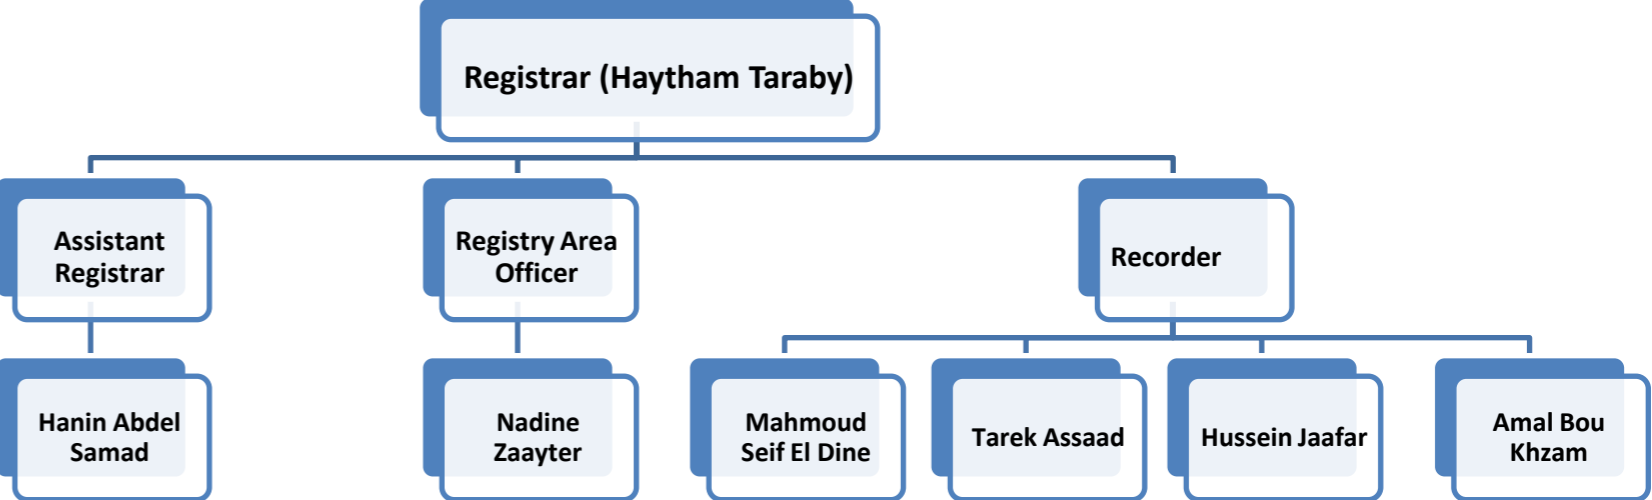 Registrar (Haytham Taraby)
Assistant
Registrar
Registry Area
Officer
Recorder
Hanin Abdel
Samad
Nadine
Zaayter
Mahmoud
Seif El Dine
Tarek Assaad
Hussein Jaafar
Amal Bou
Khzam